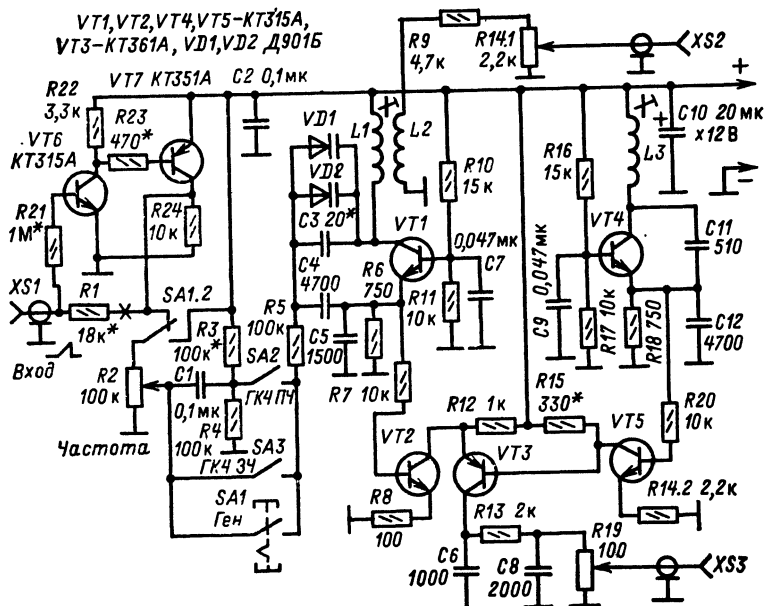 VT1, VT2, VT4, VT5-КТ315А,
VT3-КТ361А, VD1, VD2 Д901Б
R9
4,7к
R14.1
2,2к
XS2
R22
3,3к
VT7 КТ351А
C2 0,1мк
R23
470*
VT6
КТ315А
VD1
VD2
L1
L2
R10
15к
R16
15к
L3
+
+
C10 20 мк
х12В
−
R21
1М*
R24
10к
C3 20*
C4
4700
VT1
R6
750
0,047мк
C7
VT4
C11
510
XS1
R1
18к*
SA1.2
R5
100к
R11
10к
C9 0,047мк
R17 10к
R18 750
C12
4700
Вход
R3
100к*
SA2
ГК4 ПЧ
C5
1500
R2
100к
C1
0,1мк
R7 10к
R15
330*
R12 1к
R20
10к
Частота
R4
100к
SA3
ГК4 ЗЧ
VT2
VT3
VT5
SA1
Ген
R8
100
R13 2к
R14.2 2,2к
R19
100
C6
1000
C8
2000
XS3